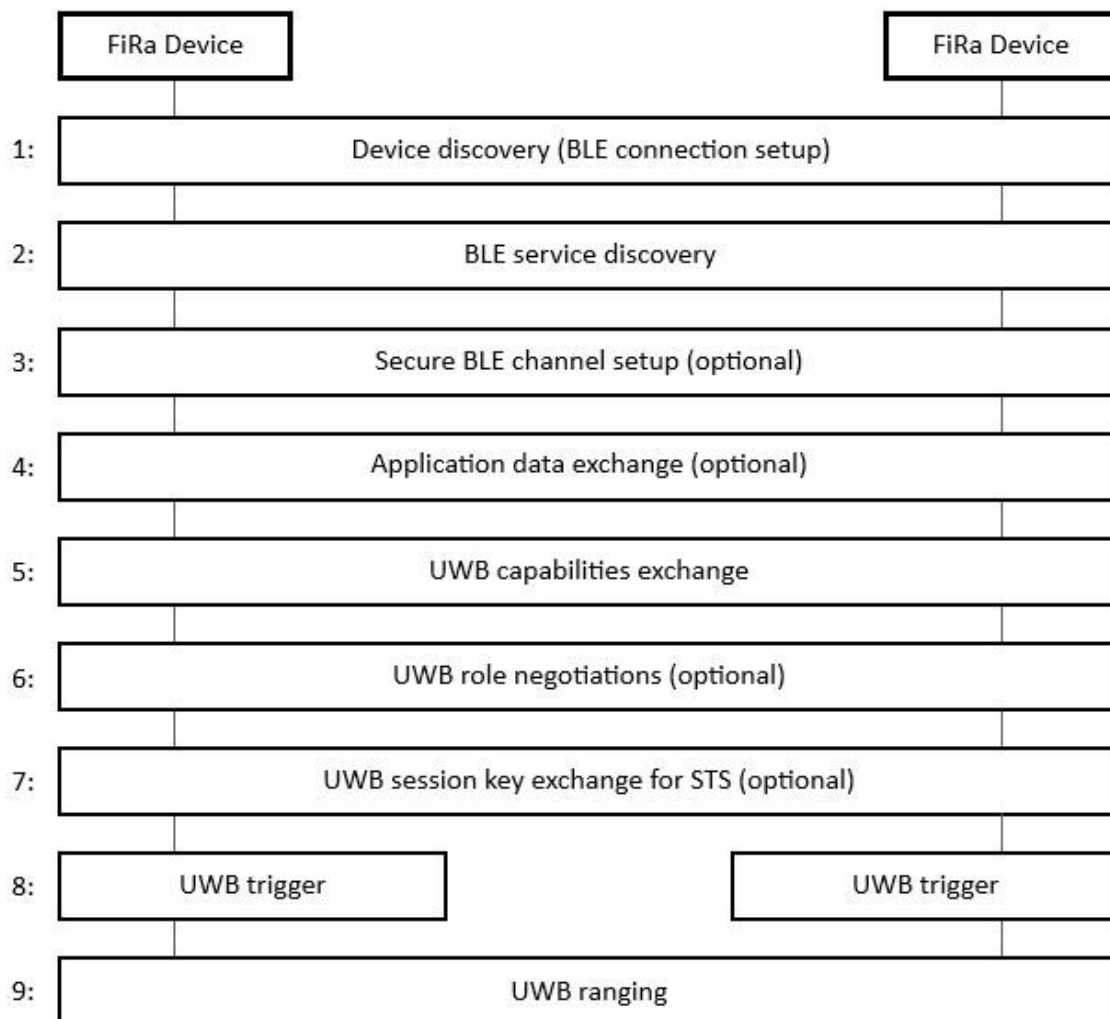 FiRa Device
FiRa Device
1: Device discovery (BLE connection setup)
2: BLE service discovery
3: Secure BLE channel setup (optional)
4: Application data exchange (optional)
5: UWB capabilities exchange
6: UWB role negotiations (optional)
7: UWB session key exchange for STS (optional)
8: UWB trigger UWB trigger
9: UWB ranging